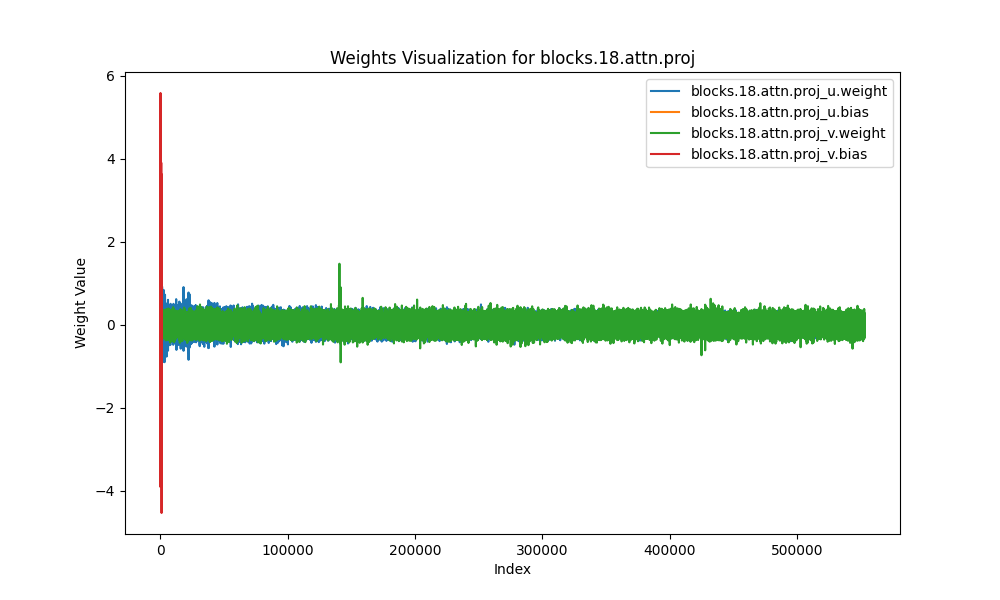 Weights Visualization for blocks.18.attn.proj
blocks.18.attn.proj_u.weight
blocks.18.attn.proj_u.bias
blocks.18.attn.proj_v.weight
blocks.18.attn.proj_v.bias
Weight Value
6
4
2
0
−2
−4
0 100000 200000 300000 400000 500000
Index